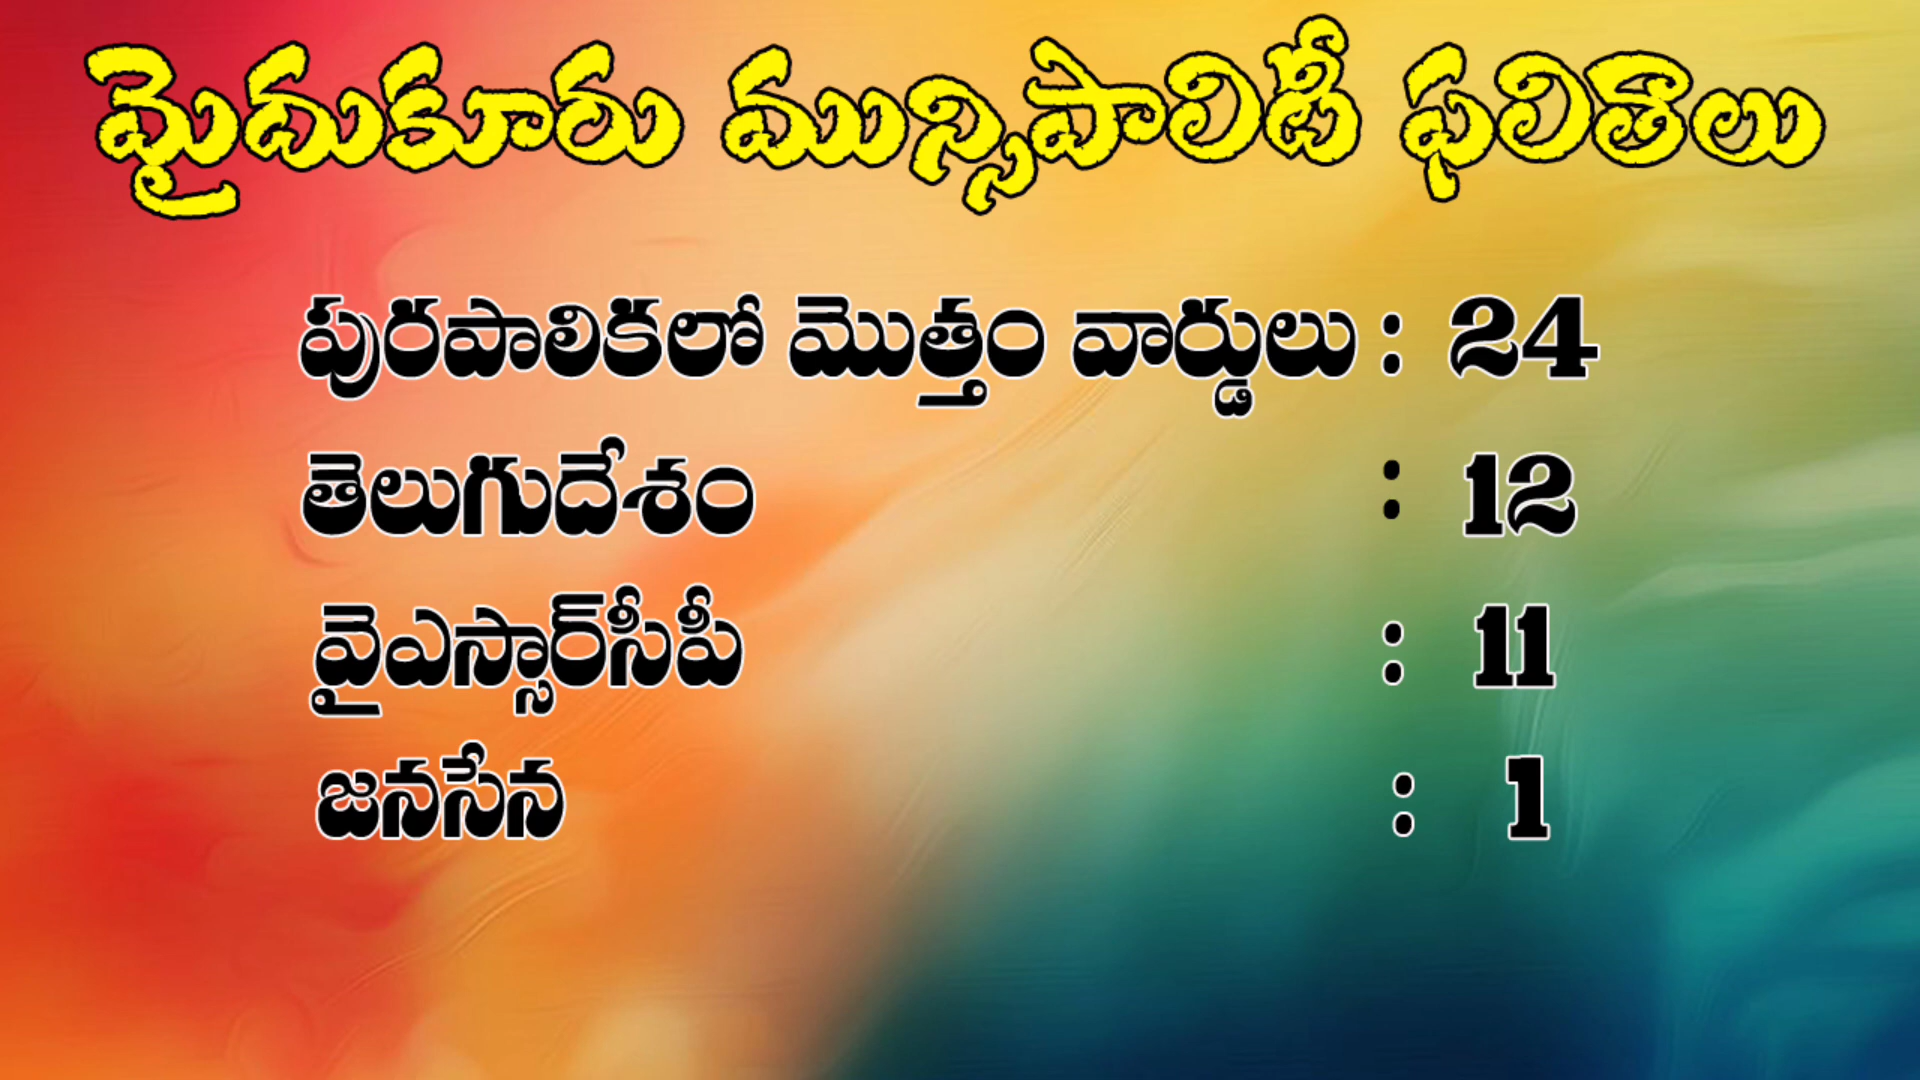 మైదుకూరు మున్సిపాలిటీ ఫలితాలు
పురపాలికలో మొత్తం వార్డులు : 24
తెలుగుదేశం : 12
వైఎస్సార్‌సీపీ : 11
జనసేన : 1